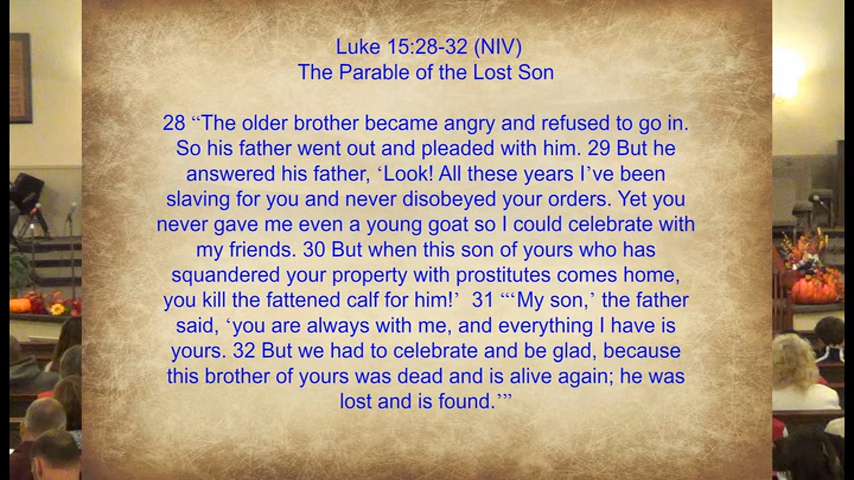 Luke 15:28-32 (NIV)
The Parable of the Lost Son
28 “The older brother became angry and refused to go in.
So his father went out and pleaded with him. 29 But he
answered his father, ‘Look! All these years I’ve been
slaving for you and never disobeyed your orders. Yet you
never gave me even a young goat so I could celebrate with
my friends. 30 But when this son of yours who has
squandered your property with prostitutes comes home,
you kill the fattened calf for him!’ 31 “‘My son,’ the father
said, ‘you are always with me, and everything I have is
yours. 32 But we had to celebrate and be glad, because
this brother of yours was dead and is alive again; he was
lost and is found.’”